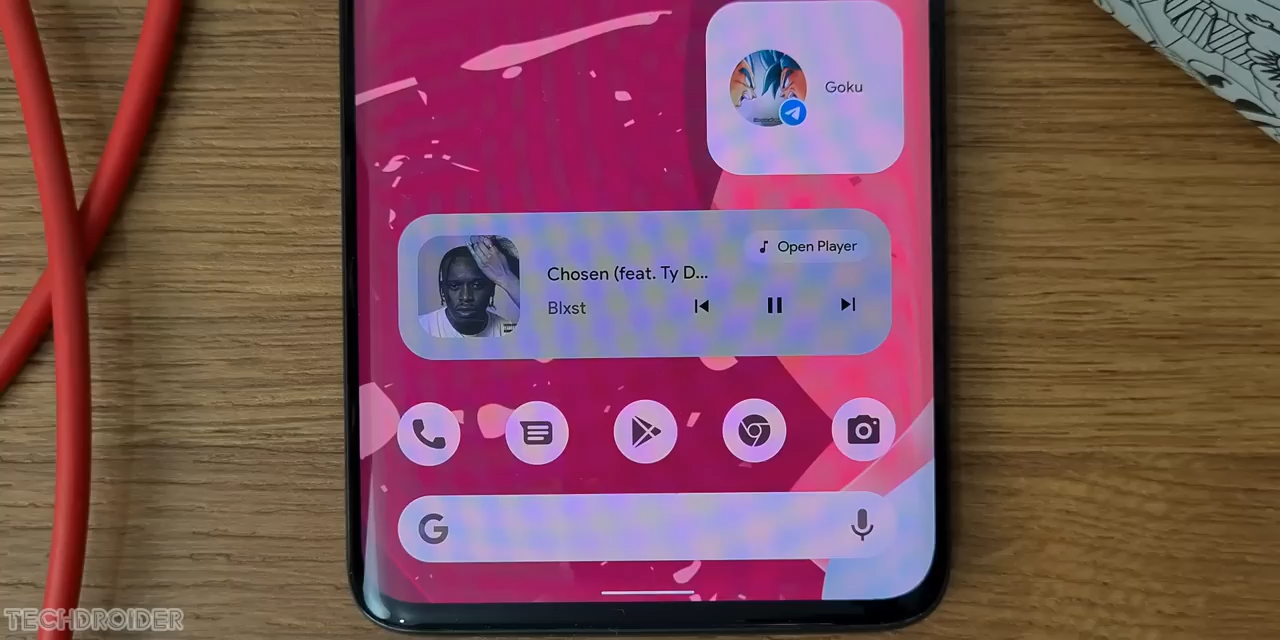 Goku
Open Player
Chosen (feat. Ty D...
Blxst
G
TECHDROIDER